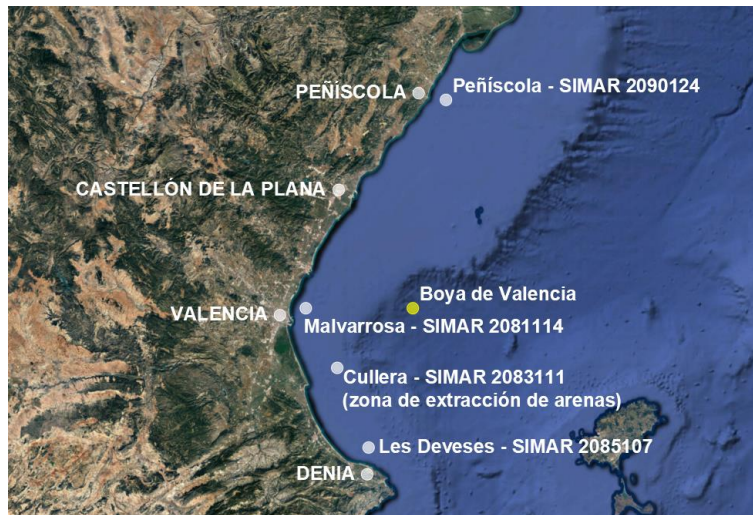 PEÑÍSCOLA
Peñíscola - SIMAR 2090124
CASTELLÓN DE LA PLANA
Boya de Valencia
VALENCIA
Malvarrosa - SIMAR 2081114
Cullera - SIMAR 2083111
(zona de extracción de arenas)
Les Deveses - SIMAR 2085107
DENIA